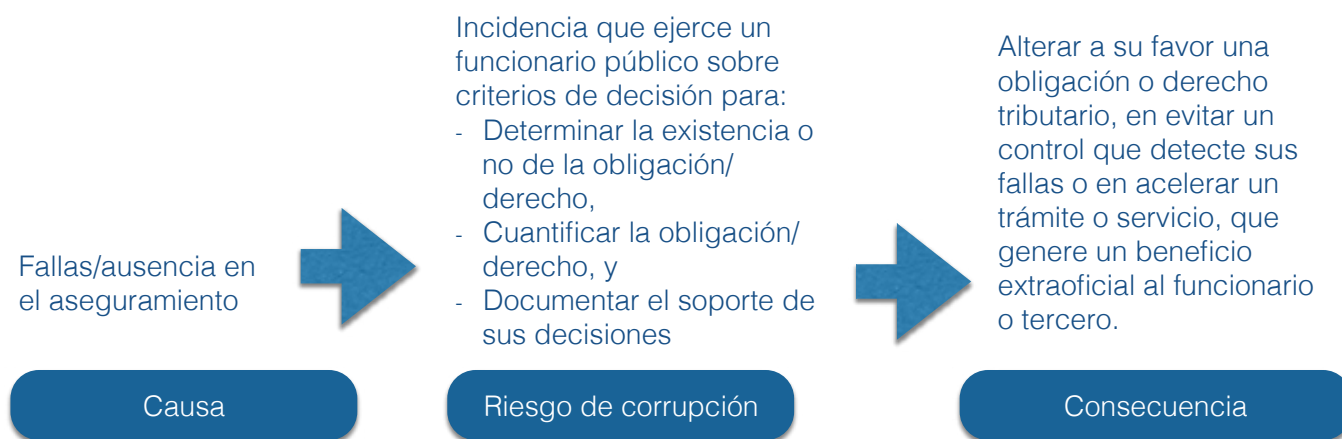 Fallas/ausencia en
el aseguramiento
Causa
Incidencia que ejerce un
funcionario público sobre
criterios de decisión para:
- Determinar la existencia o
no de la obligación/
derecho,
- Cuantificar la obligación/
derecho, y
- Documentar el soporte de
sus decisiones
Riesgo de corrupción
Alterar a su favor una
obligación o derecho
tributario, en evitar un
control que detecte sus
fallas o en acelerar un
trámite o servicio, que
genere un beneficio
extraoficial al funcionario
o tercero.
Consecuencia